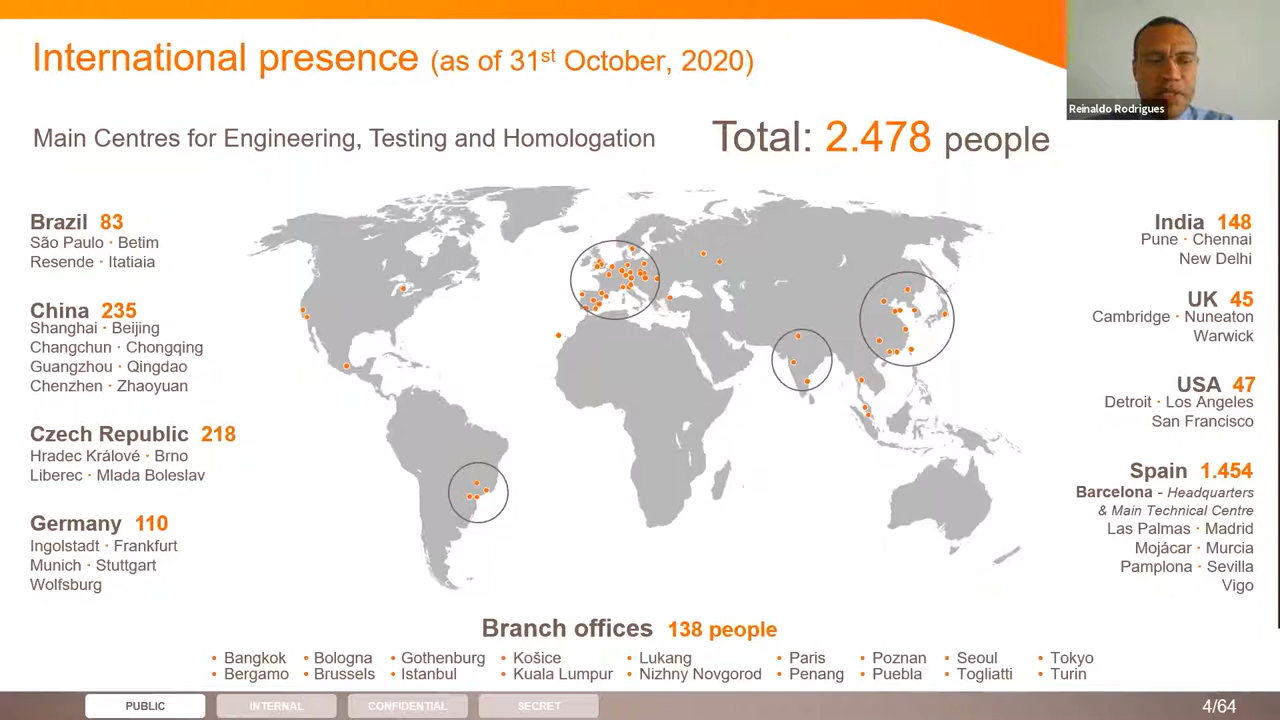 International presence (as of 31st October, 2020)
Reinaldo Rodrigues
Main Centres for Engineering, Testing and Homologation
Total: 2.478 people
Brazil 83
São Paulo · Betim
Resende · Itatiaia
China 235
Shanghai · Beijing
Changchun · Chongqing
Guangzhou · Qingdao
Chenzhen · Zhaoyuan
Czech Republic 218
Hradec Králové · Brno
Liberec · Mlada Boleslav
Germany 110
Ingolstadt · Frankfurt
Munich · Stuttgart
Wolfsburg
India 148
Pune · Chennai
New Delhi
UK 45
Cambridge · Nuneaton
Warwick
USA 47
Detroit · Los Angeles
San Francisco
Spain 1.454
Barcelona - Headquarters
& Main Technical Centre
Las Palmas · Madrid
Mojácar · Murcia
Pamplona · Sevilla
Vigo
Branch offices 138 people
• Bangkok • Bologna • Gothenburg • Košice • Lukang • Paris • Poznan • Seoul • Tokyo
• Bergamo • Brussels • Istanbul • Kuala Lumpur • Nizhny Novgorod • Penang • Puebla • Togliatti • Turin
PUBLIC INTERNAL CONFIDENTIAL SECRET 4/64